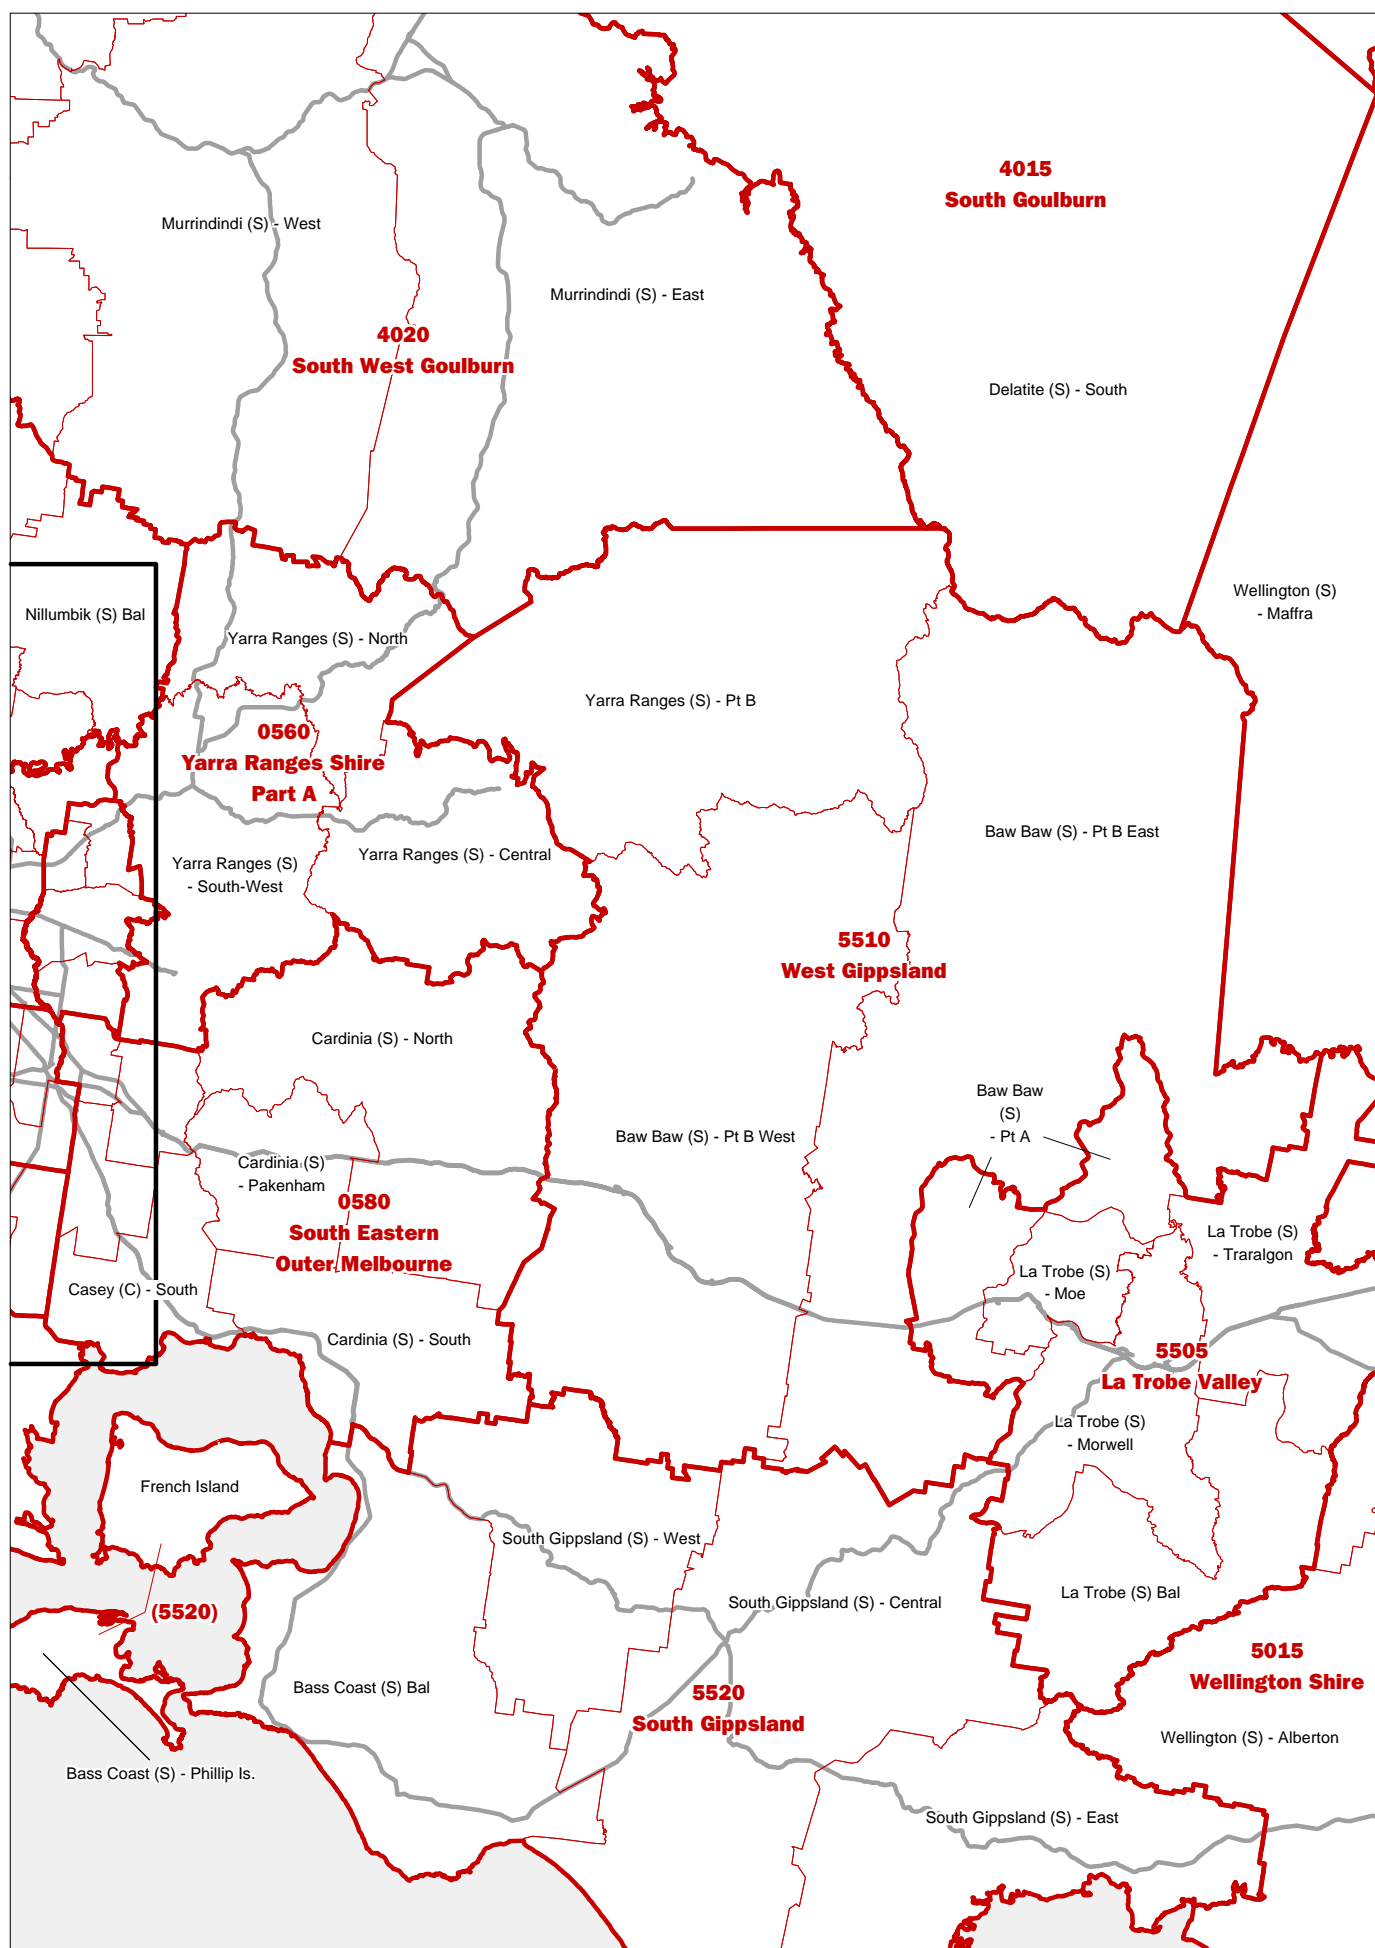 4015
South Goulburn
Murrindindi (S) - West
Murrindindi (S) - East
4020
South West Goulburn
Delatite (S) - South
Wellington (S)
- Maffra
Nillumbik (S) Bal
Yarra Ranges (S) - North
Yarra Ranges (S) - Pt B
0560
Yarra Ranges Shire
Part A
Baw Baw (S) - Pt B East
Yarra Ranges (S)
- South-West
Yarra Ranges (S) - Central
5510
West Gippsland
Cardinia (S) - North
Baw Baw
(S)
- Pt A
Baw Baw (S) - Pt B West
Cardinia (S)
- Pakenham
0580
South Eastern
Outer Melbourne
La Trobe (S)
- Traralgon
La Trobe (S)
- Moe
Casey (C) - South
Cardinia (S) - South
5505
La Trobe Valley
La Trobe (S)
- Morwell
French Island
South Gippsland (S) - West
La Trobe (S) Bal
South Gippsland (S) - Central
(5520)
5015
Wellington Shire
Bass Coast (S) Bal
5520
South Gippsland
Wellington (S) - Alberton
Bass Coast (S) - Phillip Is.
South Gippsland (S) - East